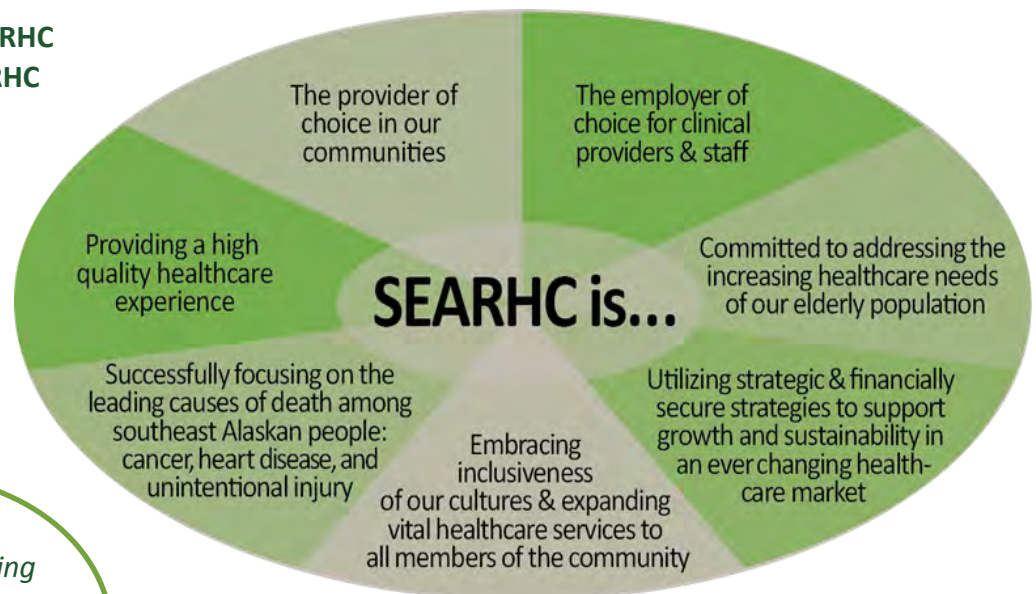 RHC
RHC
The provider of
choice in our
communities
The employer of
choice for clinical
providers & staff
Providing a high
quality healthcare
experience
SEARHC is...
Committed to addressing the
increasing healthcare needs
of our elderly population
Successfully focusing on the
leading causes of death among
southeast Alaskan people:
cancer, heart disease, and
unintentional injury
Embracing
inclusiveness
of our cultures & expanding
vital healthcare services to
all members of the community
Utilizing strategic & financially
secure strategies to support
growth and sustainability in
an ever changing health-
care market
ing